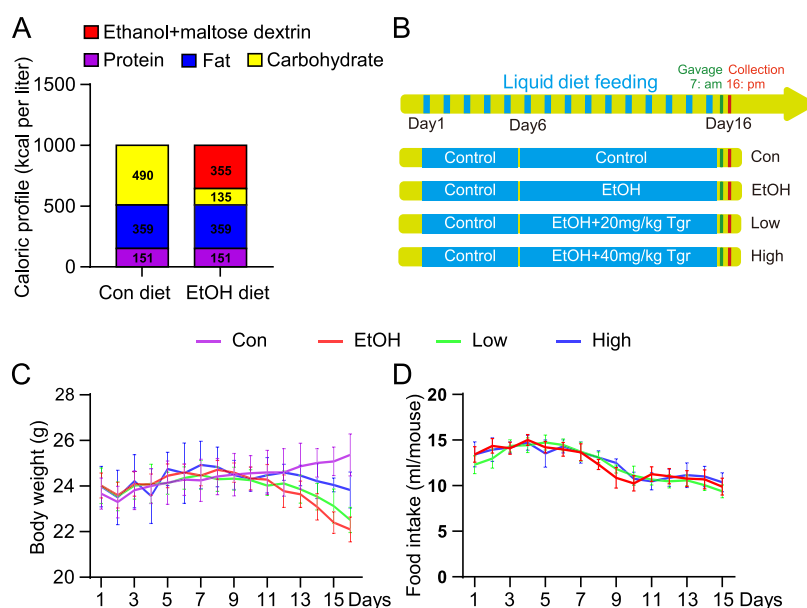 A
Ethanol+maltose dextrin
Protein Fat Carbohydrate
Caloric profile (kcal per liter)
1500
1000
500
0
490
359
151
355
135
359
151
Con diet EtOH diet
B
Liquid diet feeding
Gavage Collection
7: am 16: pm
Day1 Day6 Day16
Control Control Con
Control EtOH EtOH
Control EtOH+20mg/kg Tgr Low
Control EtOH+40mg/kg Tgr High
Con EtOH Low High
C
Body weight (g)
28
26
24
22
20
1 3 5 7 9 11 13 15 Days
D
Food intake (ml/mouse)
20
15
10
5
0
1 3 5 7 9 11 13 15 Days